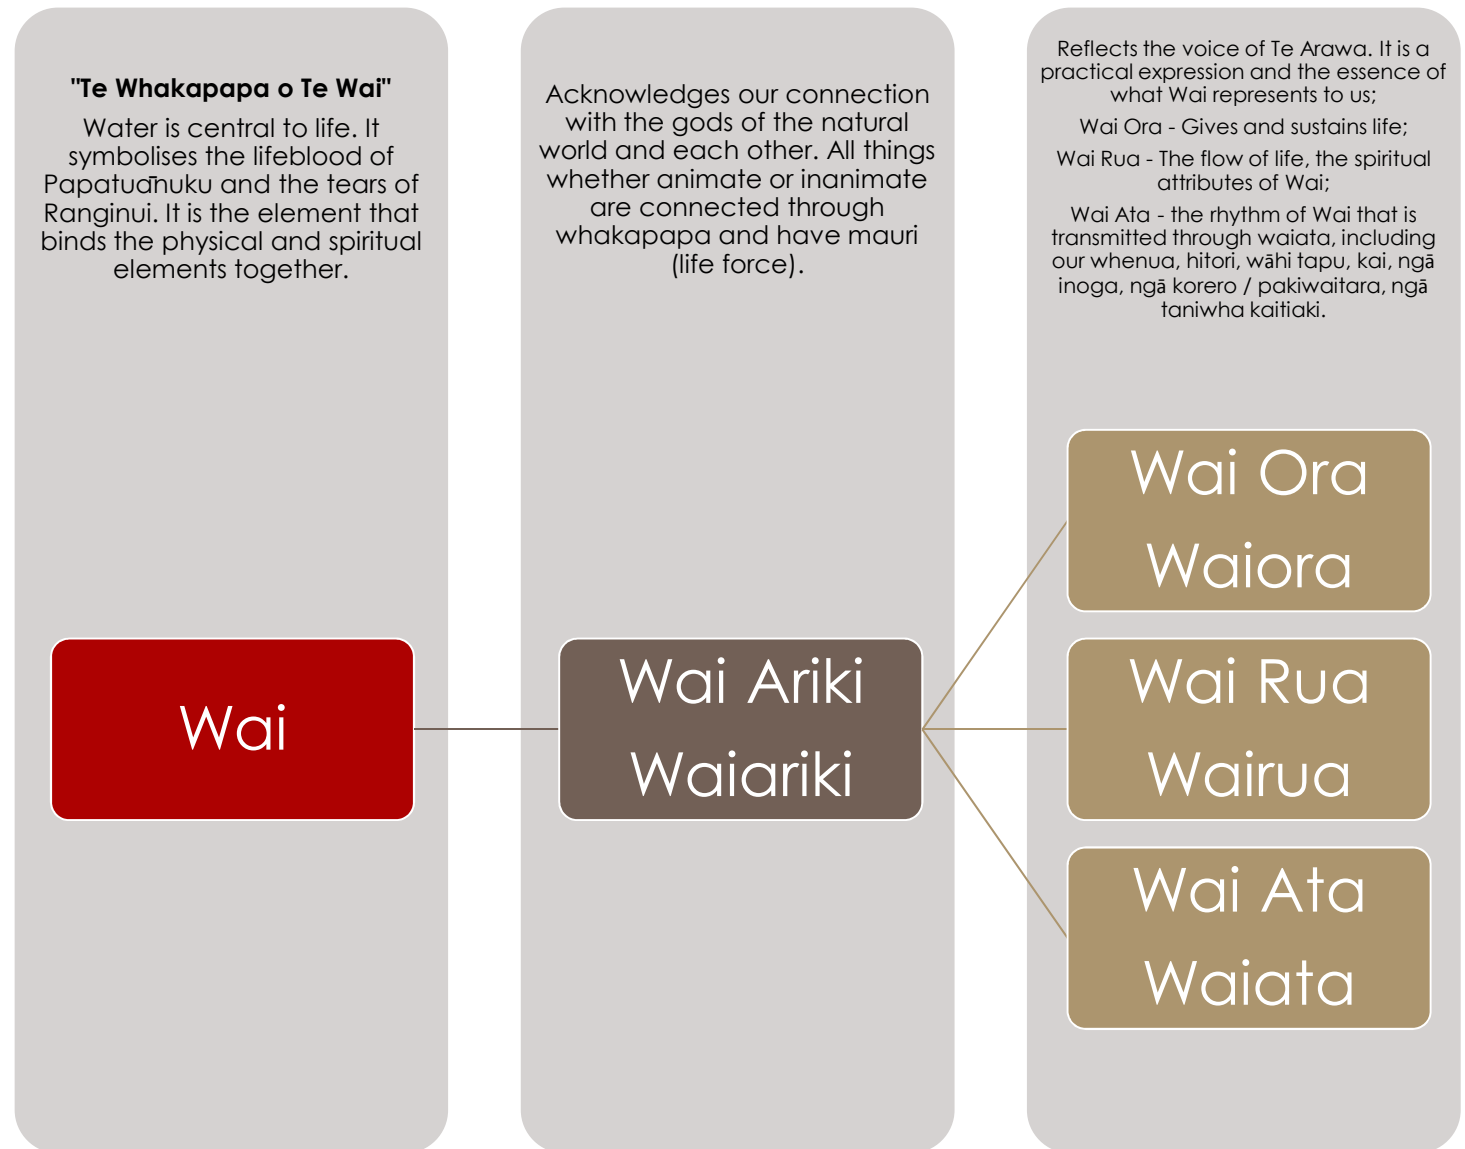 "Te Whakapapa o Te Wai"
Water is central to life. It
symbolises the lifeblood of
Papatuānuku and the tears of
Ranginui. It is the element that
binds the physical and spiritual
elements together.
Wai
Acknowledges our connection
with the gods of the natural
world and each other. All things
whether animate or inanimate
are connected through
whakapapa and have mauri
(life force).
Wai Ariki
Waiariki
Reflects the voice of Te Arawa. It is a
practical expression and the essence of
what Wai represents to us;
Wai Ora - Gives and sustains life;
Wai Rua - The flow of life, the spiritual
attributes of Wai;
Wai Ata - the rhythm of Wai that is
transmitted through waiata, including
our whenua, hitori, wāhi tapu, kai, ngā
inoga, ngā korero / pakiwaitara, ngā
taniwha kaitiaki.
Wai Ora
Waiora
Wai Rua
Wairua
Wai Ata
Waiata